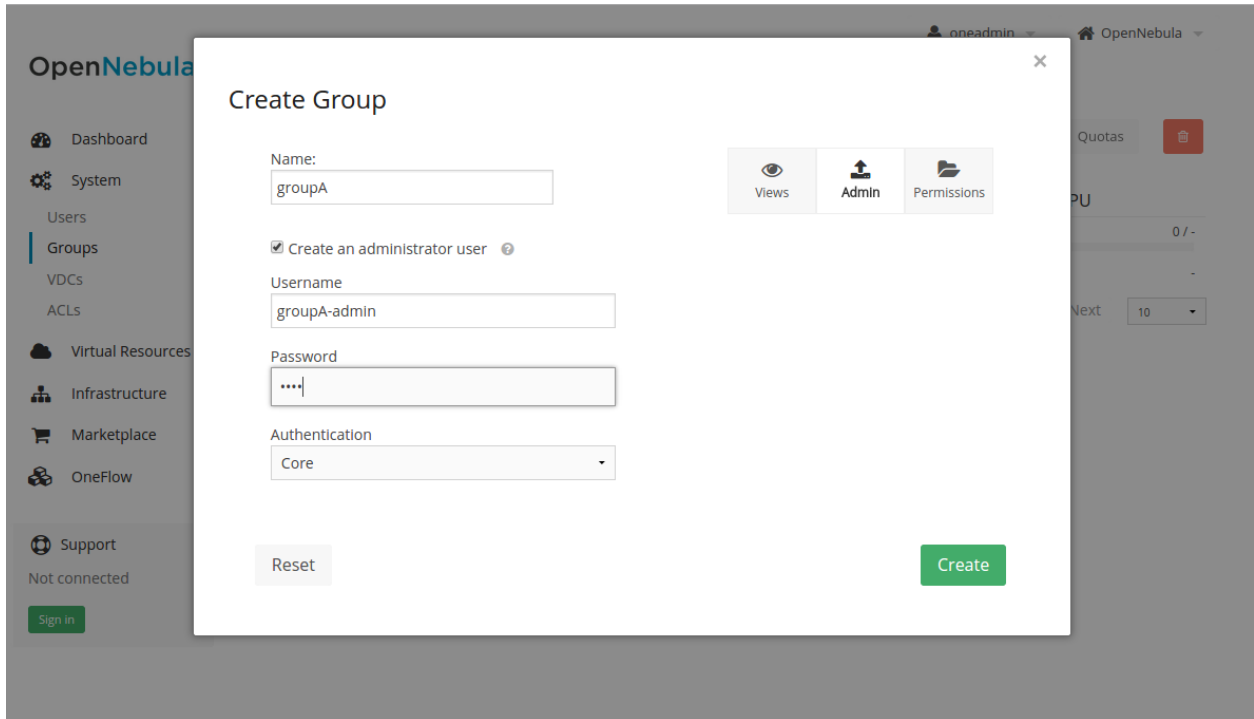 oneadmin
OpenNebula
OpenNebula
Create Group
×
Dashboard
System
Users
Groups
VDCs
ACLs
Virtual Resources
Infrastructure
Marketplace
OneFlow
Support
Not connected
Sign in
Name:
groupA
Views
Admin
Permissions
Create an administrator user
Username
groupA-admin
Password
••••
Authentication
Core
Reset
Create
Quotas
PU
0 / -
-
Next
10